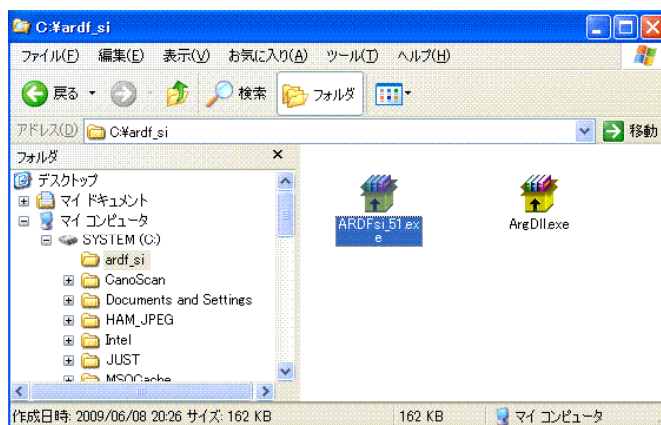 C:¥ardf_si
ファイル(F) 編集(E) 表示(V) お気に入り(A) ツール(T) ヘルプ(H)
戻る 検索 フォルダ
アドレス(D) C:¥ardf_si 移動
フォルダ
デスクトップ
マイ ドキュメント
マイ コンピュータ
SYSTEM (C:)
ardf_si
CanoScan
Documents and Settings
HAM_JPEG
Intel
JUST
MSOCache
ARDFsi_51.ex
e
ArgDll.exe
作成日時: 2009/06/08 20:26 サイズ: 162 KB 162 KB マイ コンピュータ